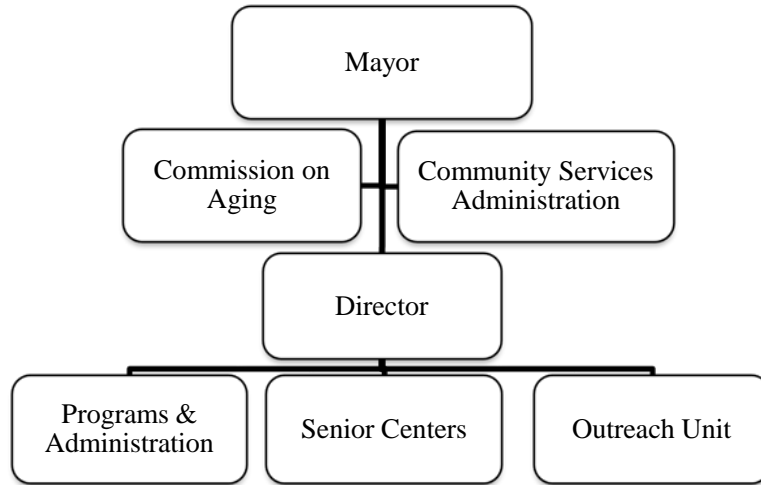 Mayor
Commission on
Aging
Community Services
Administration
Director
Programs &
Administration
Senior Centers
Outreach Unit